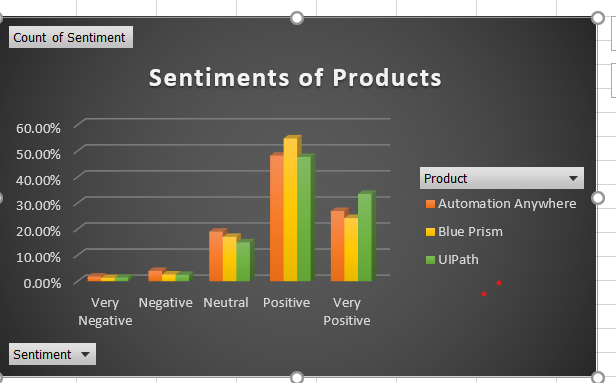 Count of Sentiment
Sentiments of Products
60.00%
50.00%
40.00%
30.00%
20.00%
10.00%
0.00%
Very
Negative
Negative
Neutral
Positive
Very
Positive
Product
Automation Anywhere
Blue Prism
UIPath
Sentiment